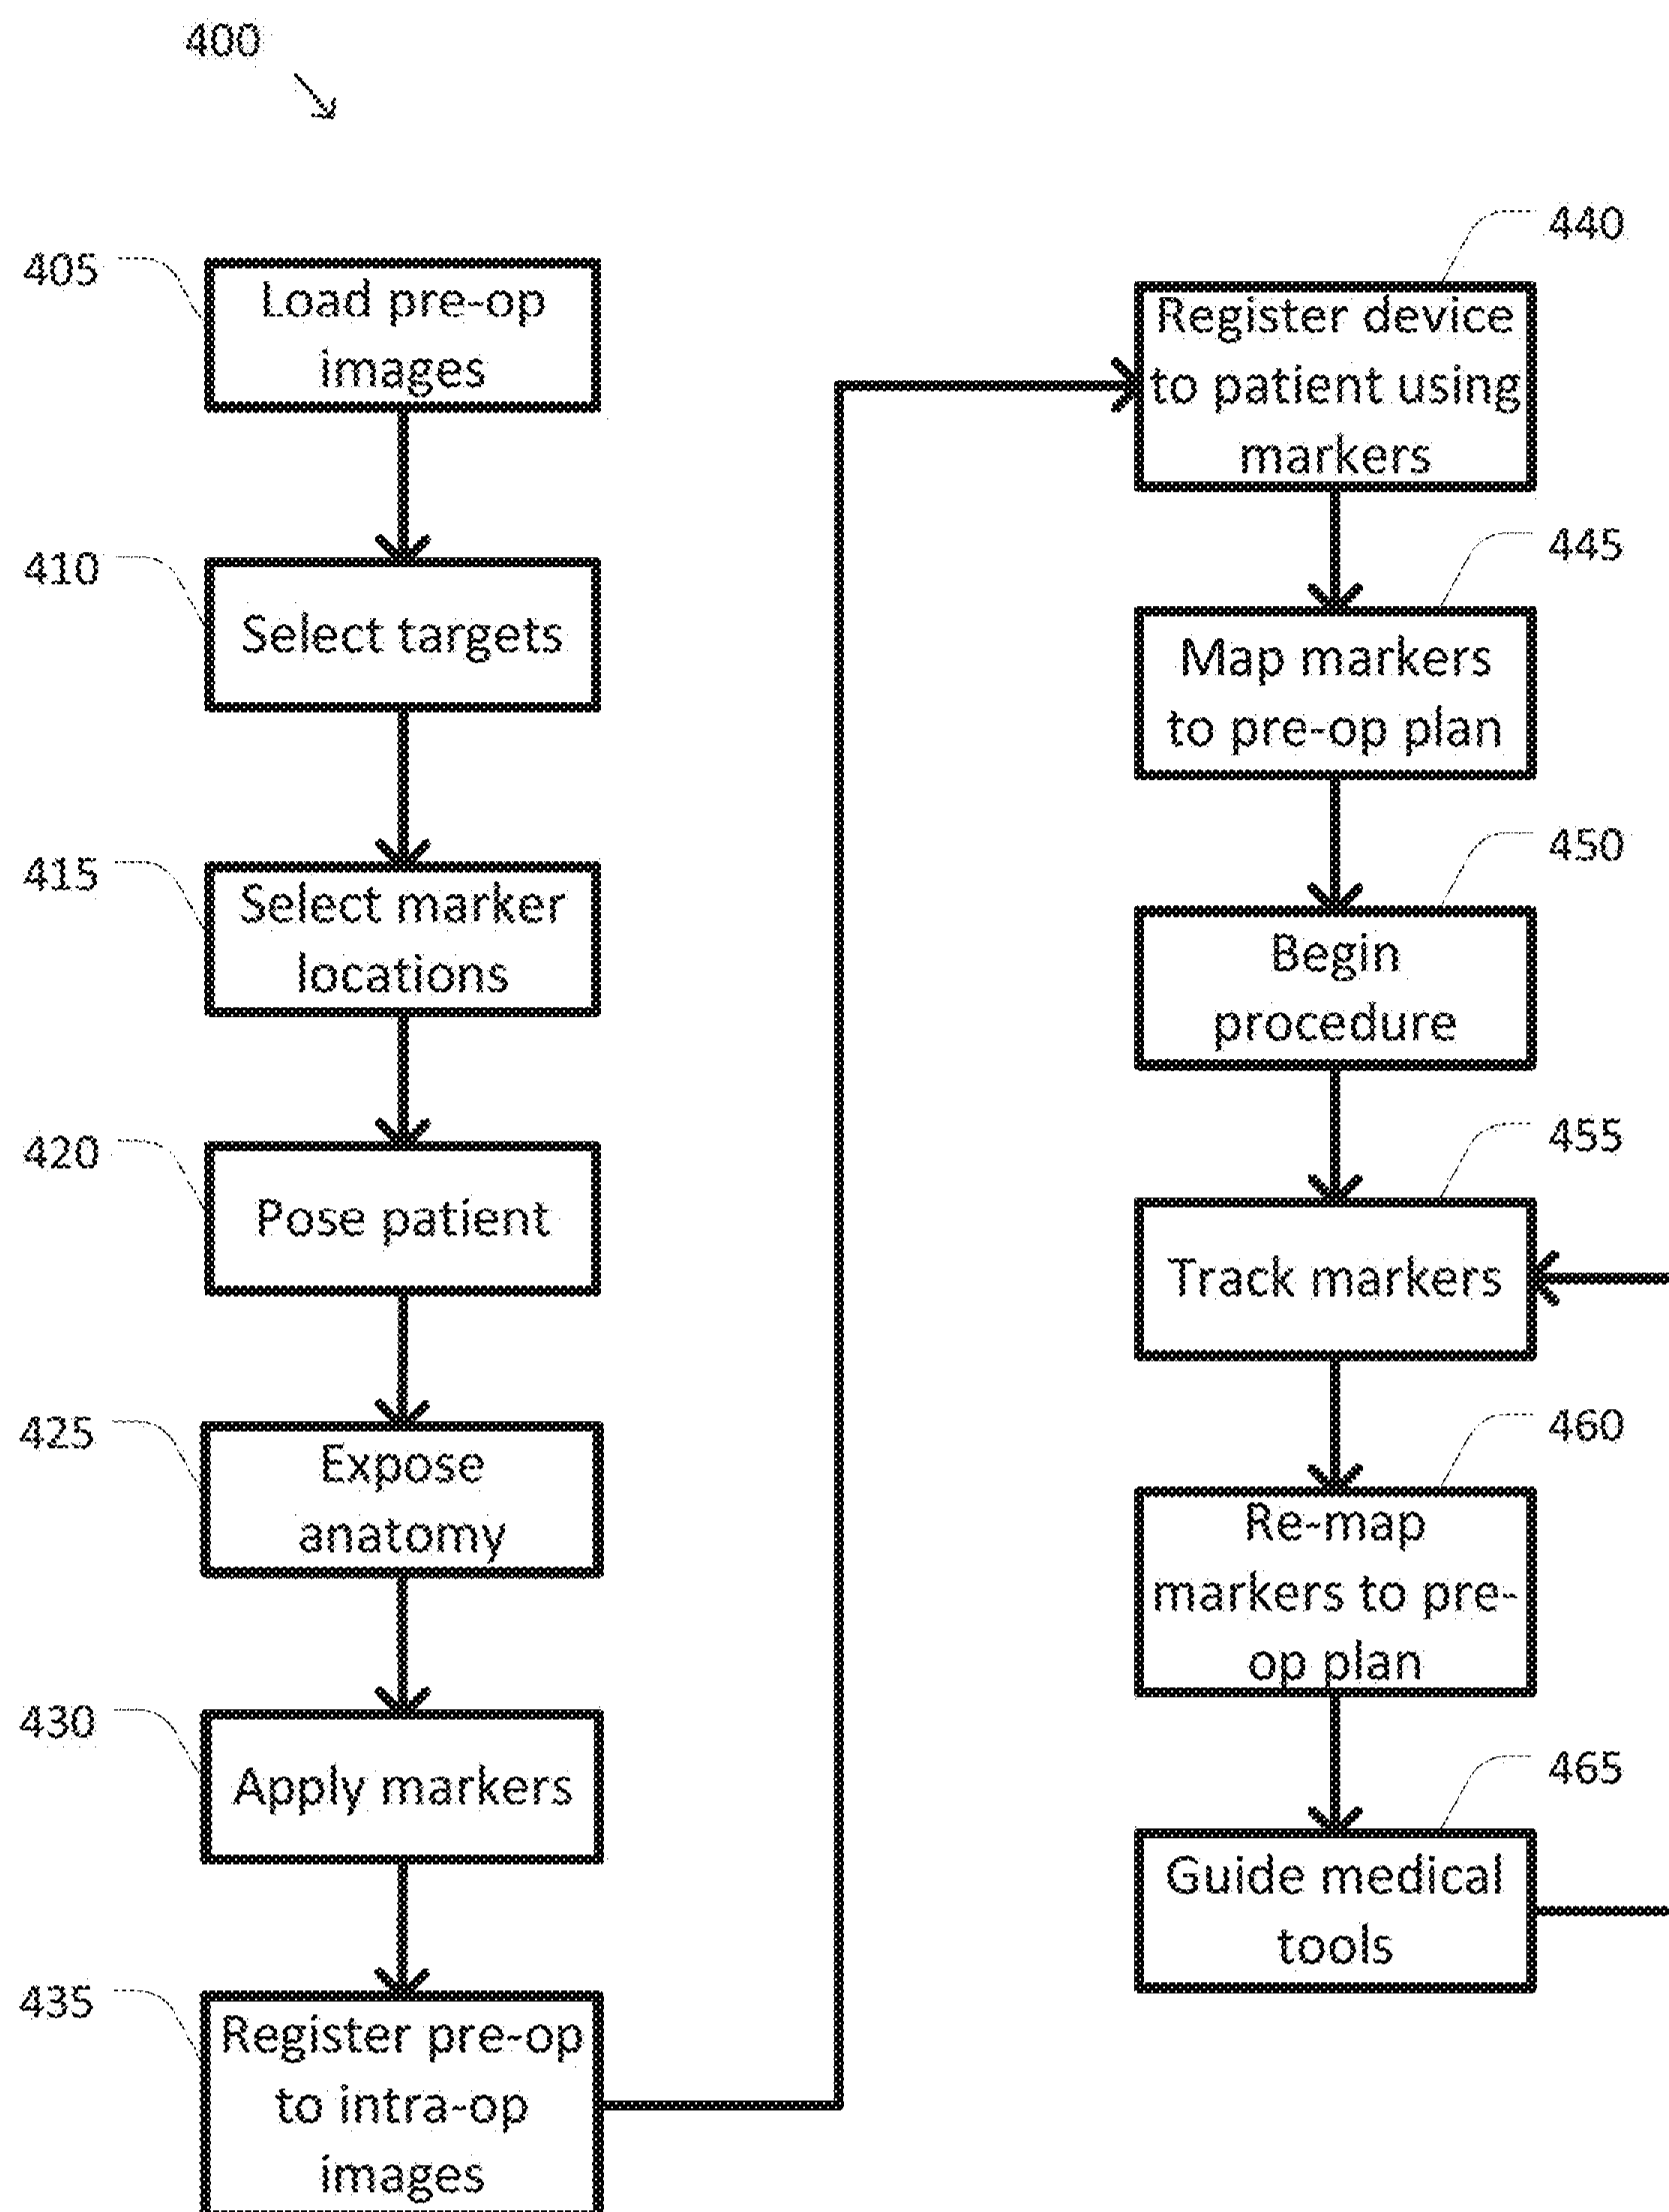 400
405
Load pre-op
images
410
Select targets
415
Select marker
locations
420
Pose patient
425
Expose
anatomy
430
Apply markers
435
Register pre-op
to intra-op
images
440
Register device
to patient using
markers
445
Map markers
to pre-op plan
450
Begin
procedure
455
Track markers
460
Re-map
markers to pre-
op plan
465
Guide medical
tools